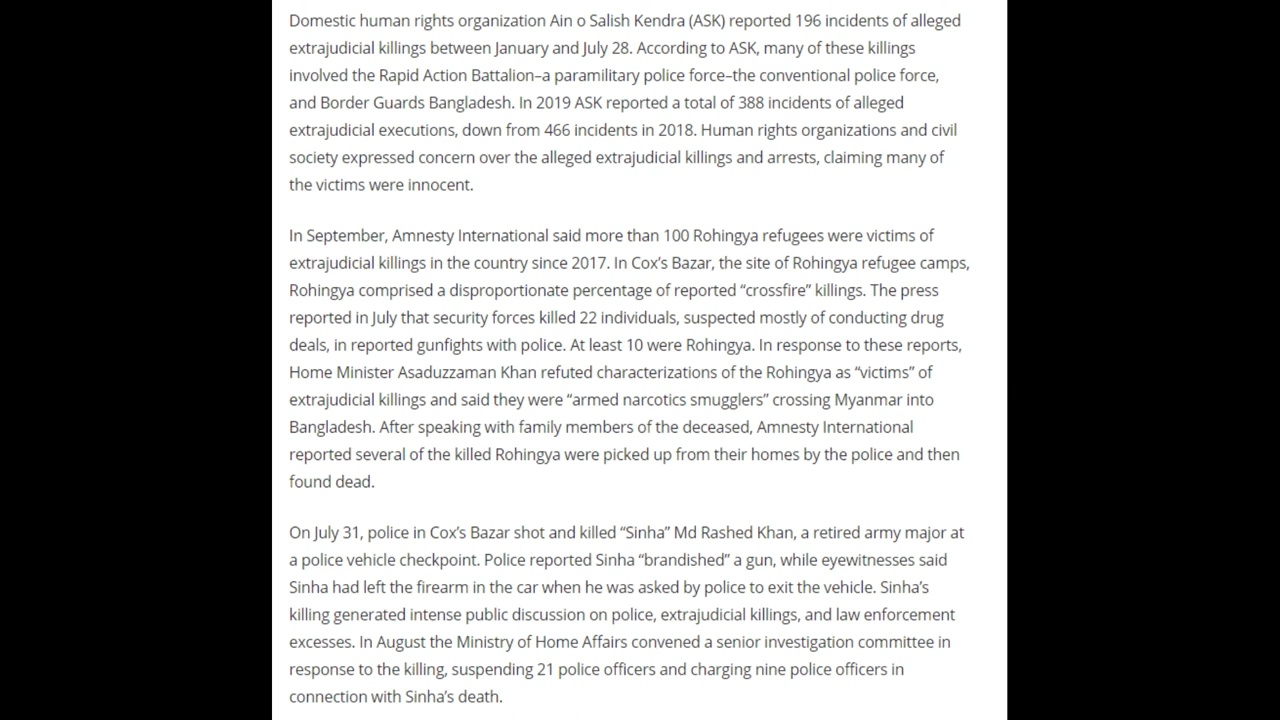 Domestic human rights organization Ain o Salish Kendra (ASK) reported 196 incidents of alleged
extrajudicial killings between January and July 28. According to ASK, many of these killings
involved the Rapid Action Battalion–a paramilitary police force–the conventional police force,
and Border Guards Bangladesh. In 2019 ASK reported a total of 388 incidents of alleged
extrajudicial executions, down from 466 incidents in 2018. Human rights organizations and civil
society expressed concern over the alleged extrajudicial killings and arrests, claiming many of
the victims were innocent.
In September, Amnesty International said more than 100 Rohingya refugees were victims of
extrajudicial killings in the country since 2017. In Cox’s Bazar, the site of Rohingya refugee camps,
Rohingya comprised a disproportionate percentage of reported “crossfire” killings. The press
reported in July that security forces killed 22 individuals, suspected mostly of conducting drug
deals, in reported gunfights with police. At least 10 were Rohingya. In response to these reports,
Home Minister Asaduzzaman Khan refuted characterizations of the Rohingya as “victims” of
extrajudicial killings and said they were “armed narcotics smugglers” crossing Myanmar into
Bangladesh. After speaking with family members of the deceased, Amnesty International
reported several of the killed Rohingya were picked up from their homes by the police and then
found dead.
On July 31, police in Cox’s Bazar shot and killed “Sinha” Md Rashed Khan, a retired army major at
a police vehicle checkpoint. Police reported Sinha “brandished” a gun, while eyewitnesses said
Sinha had left the firearm in the car when he was asked by police to exit the vehicle. Sinha’s
killing generated intense public discussion on police, extrajudicial killings, and law enforcement
excesses. In August the Ministry of Home Affairs convened a senior investigation committee in
response to the killing, suspending 21 police officers and charging nine police officers in
connection with Sinha’s death.